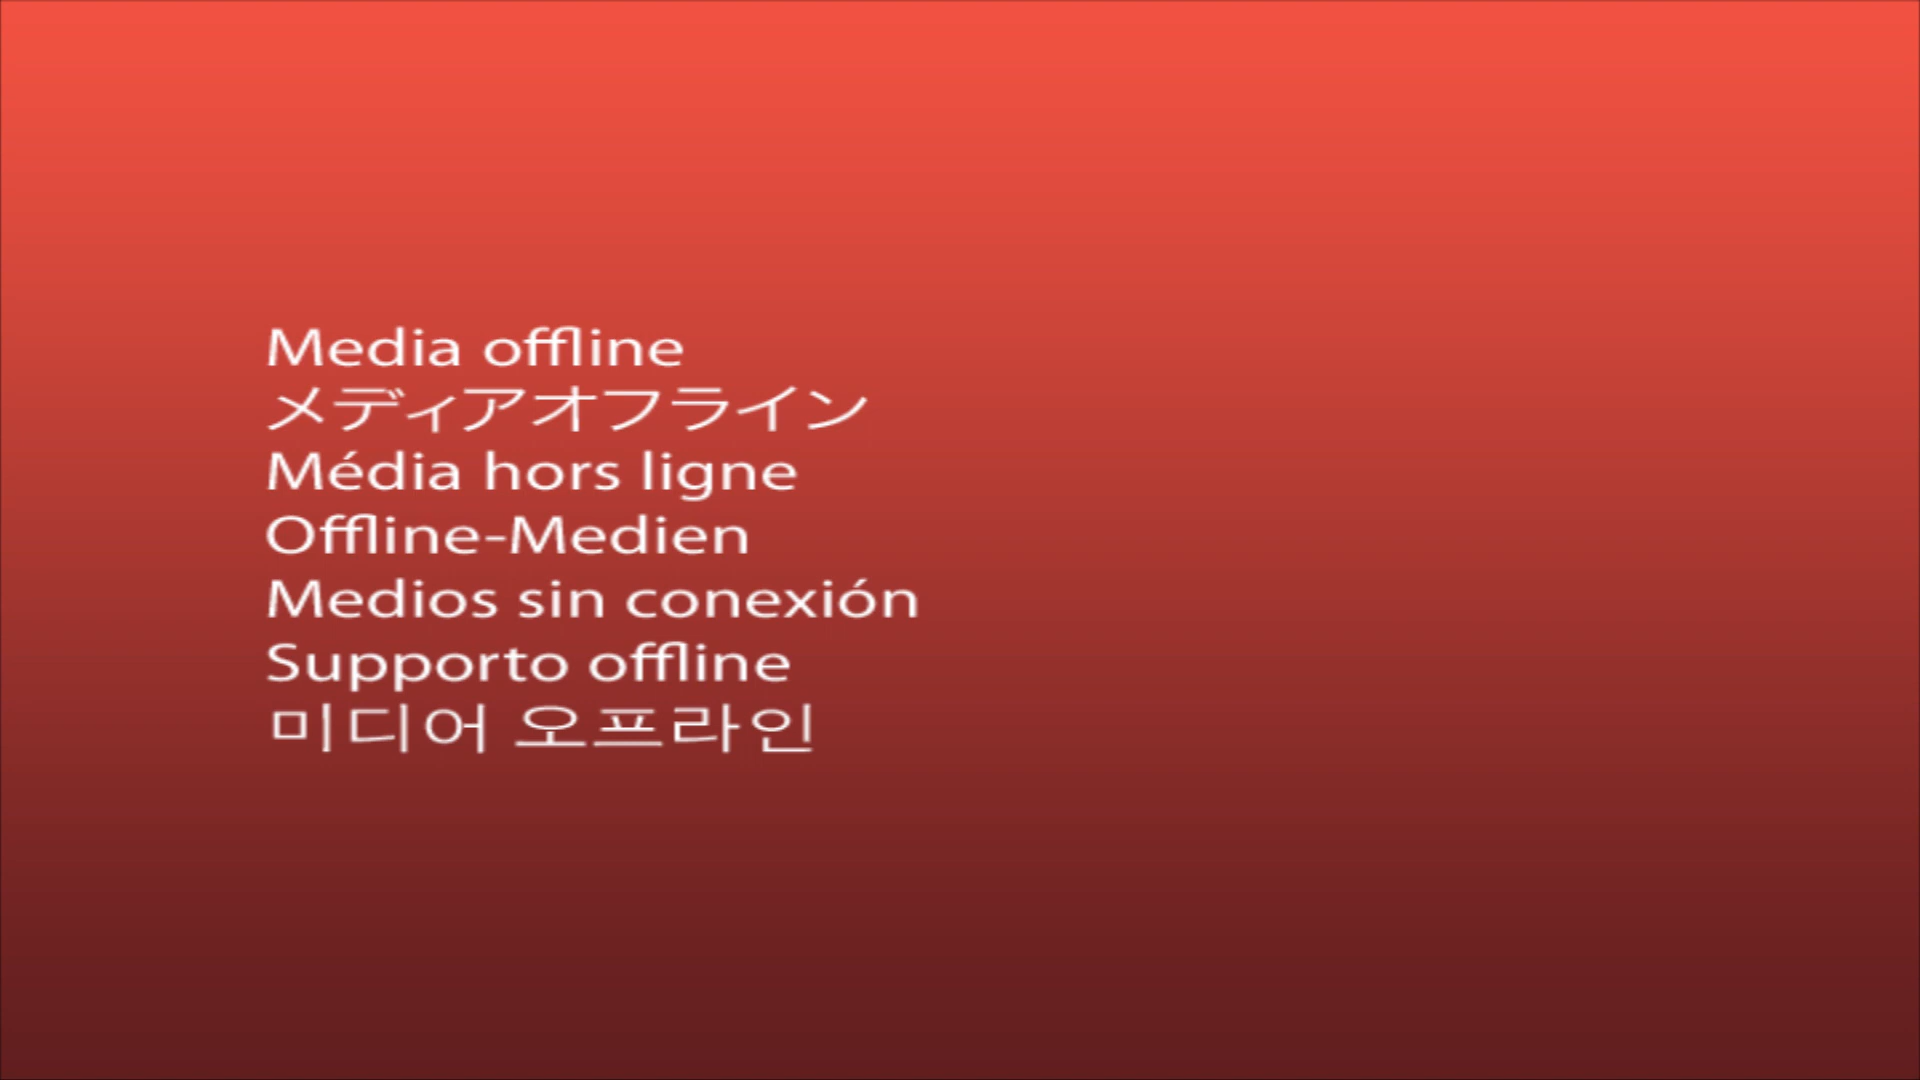 Media offline
メディアオフライン
Média hors ligne
Offline-Medien
Medios sin conexión
Supporto offline
미디어 오프라인